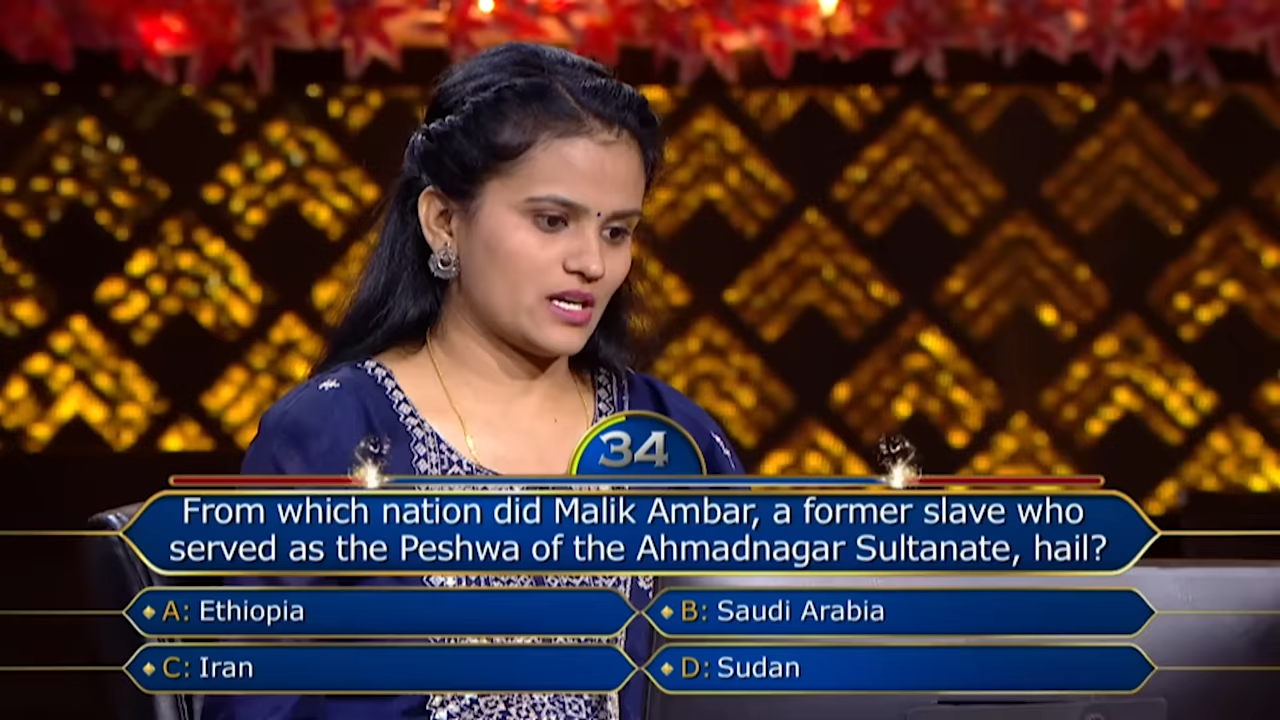 34
From which nation did Malik Ambar, a former slave who
served as the Peshwa of the Ahmadnagar Sultanate, hail?
A: Ethiopia
B: Saudi Arabia
C: Iran
D: Sudan